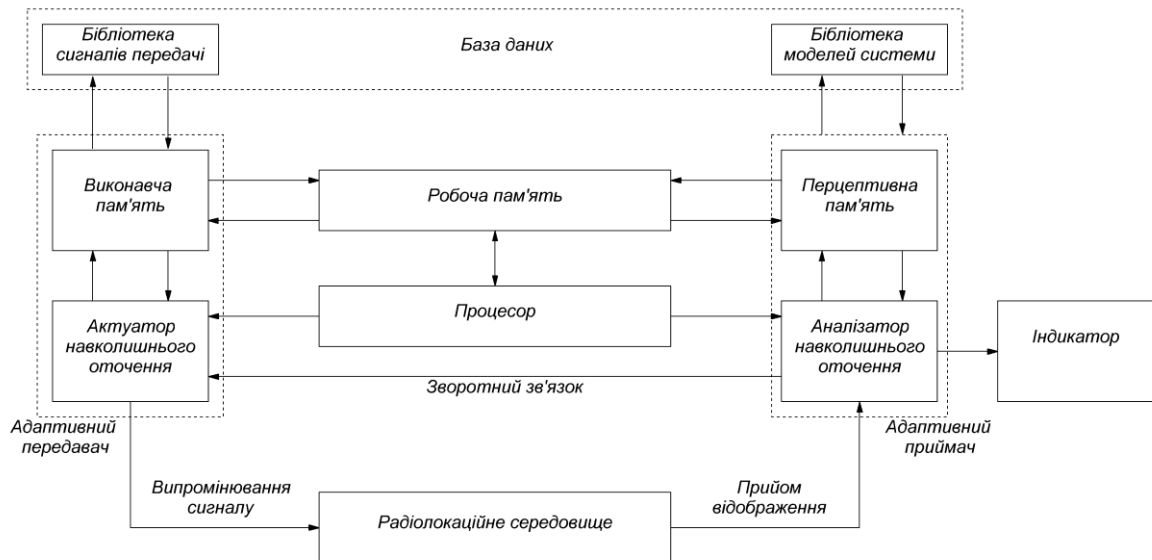 Бібліотека
сигналів передачі
База даних
Бібліотека
моделей системи
Виконавча
пам'ять
Робоча пам'ять
Перцептивна
пам'ять
Актуатор
навколишнього
оточення
Процесор
Аналізатор
навколишнього
оточення
Індикатор
Зворотний зв'язок
Адаптивний
передавач
Адаптивний
приймач
Випромінювання
сигналу
Радіолокаційне середовище
Прийом
відображення